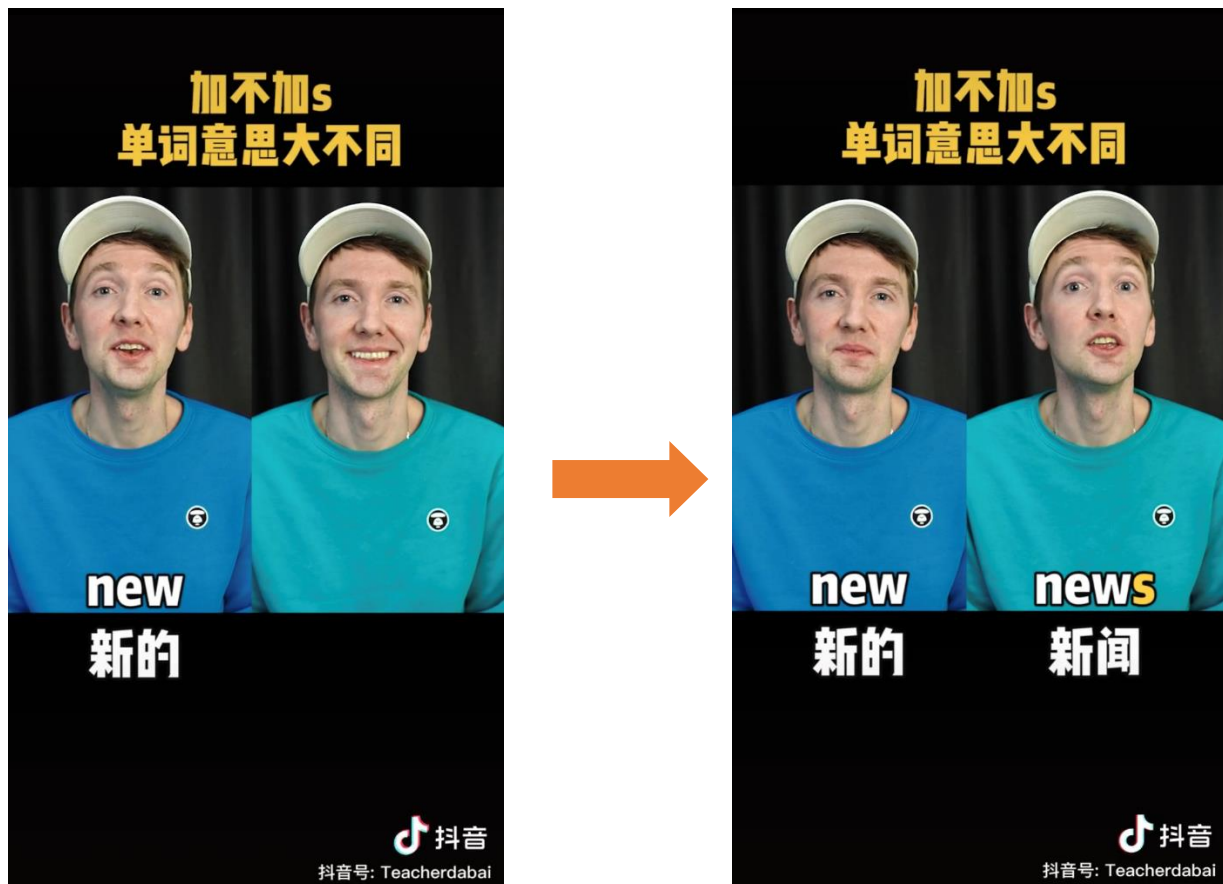 加不加s
单词意思大不同
new
新的
抖音
抖音号: Teacherdabai
加不加s
单词意思大不同
new
news
新的
新闻
抖音
抖音号: Teacherdabai